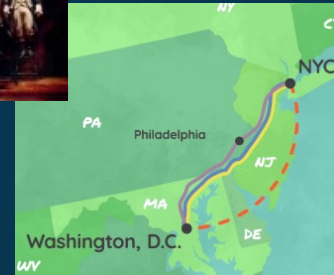 NY
C
NYC
PA
Philadelphia
NJ
MA
Washington, D.C.
DE
WV